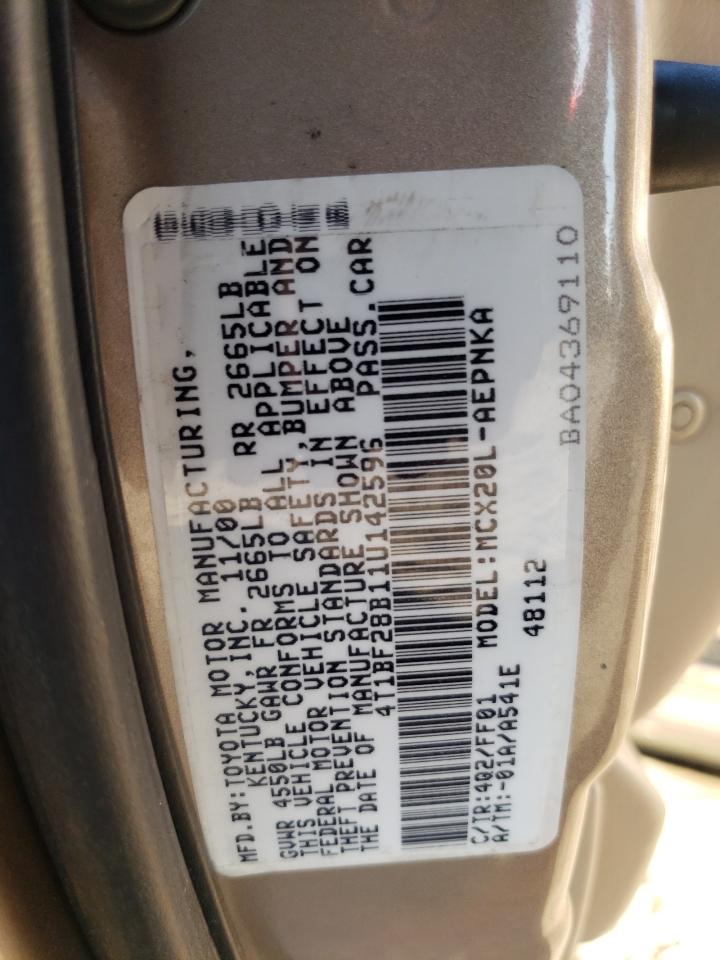 MFD.BY:TOYOTA MOTOR MANUFACTURING,
KENTUCKY,INC. 11/00
GVWR 4550LB GAWR FR 2665LB RR 2665LB
THIS VEHICLE CONFORMS TO ALL APPLICABLE
FEDERAL MOTOR VEHICLE SAFETY,BUMPER AND
THEFT PREVENTION STANDARDS IN EFFECT ON
THE DATE OF MANUFACTURE SHOWN ABOVE
4T1BF28B11U142596 PASS.CAR
C/TR:4Q2/FF01 MODEL:MCX20L-AEPNKA
A/TM:-01A/A541E
48112
BA04369110